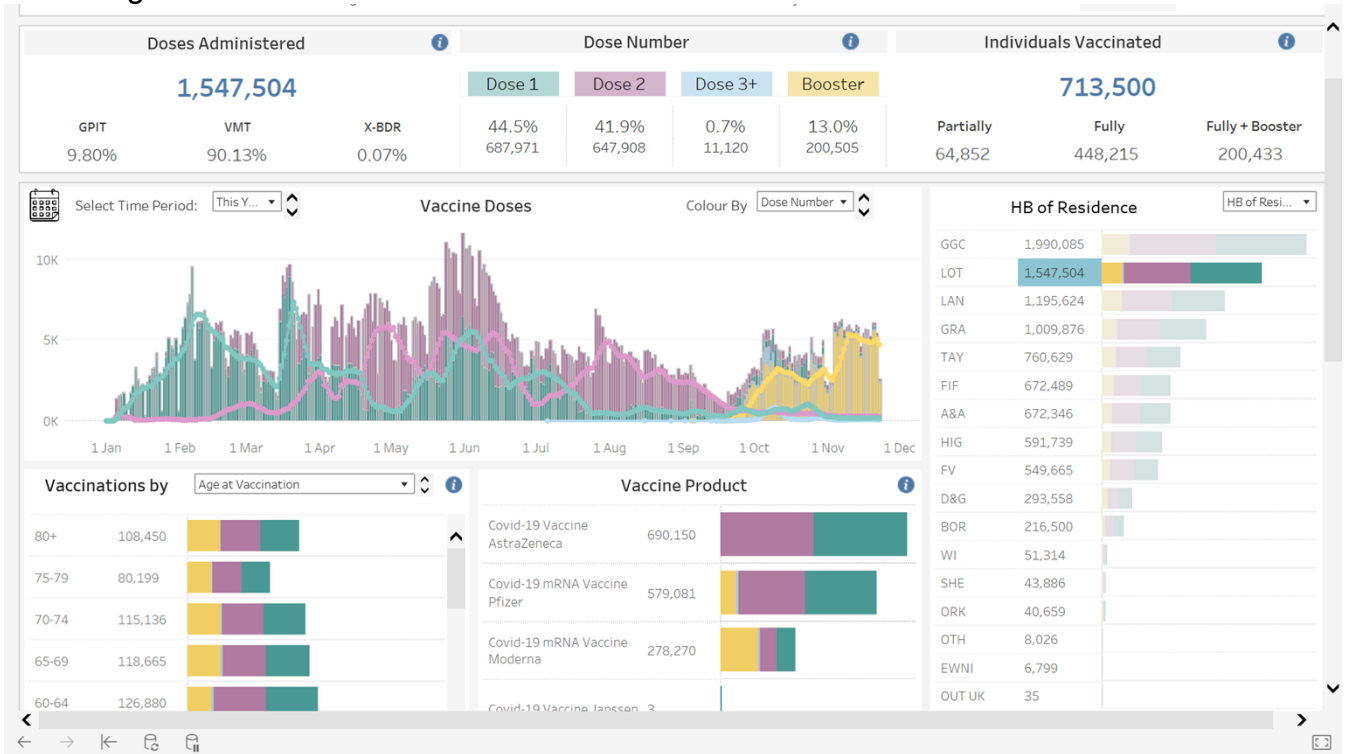 Doses Administered
Dose Number
Individuals Vaccinated
1,547,504
Dose 1 Dose 2 Dose 3+ Booster
713,500
GPIT VMT X-BDR
9.80% 90.13% 0.07%
44.5% 41.9% 0.7% 13.0%
687,971 647,908 11,120 200,505
Partially Fully Fully + Booster
64,852 448,215 200,433
Select Time Period: This Y...
Vaccine Doses
Colour By Dose Number
10K
5K
0K
1 Jan 1 Feb 1 Mar 1 Apr 1 May 1 Jun 1 Jul 1 Aug 1 Sep 1 Oct 1 Nov 1 Dec
HB of Residence HB of Resi...
GGC 1,990,085
LOT 1,547,504
LAN 1,195,624
GRA 1,009,876
TAY 760,629
FIF 672,489
A&A 672,346
HIG 591,739
FV 549,665
D&G 293,558
BOR 216,500
WI 51,314
SHE 43,886
ORK 40,659
OTH 8,026
EWNI 6,799
OUT UK 35
Vaccinations by Age at Vaccination
80+ 108,450
75-79 80,199
70-74 115,136
65-69 118,665
60-64 126,880
Vaccine Product
Covid-19 Vaccine
AstraZeneca 690,150
Covid-19 mRNA Vaccine
Pfizer 579,081
Covid-19 mRNA Vaccine
Moderna 278,270
Covid-19 Vaccine Janssen 3